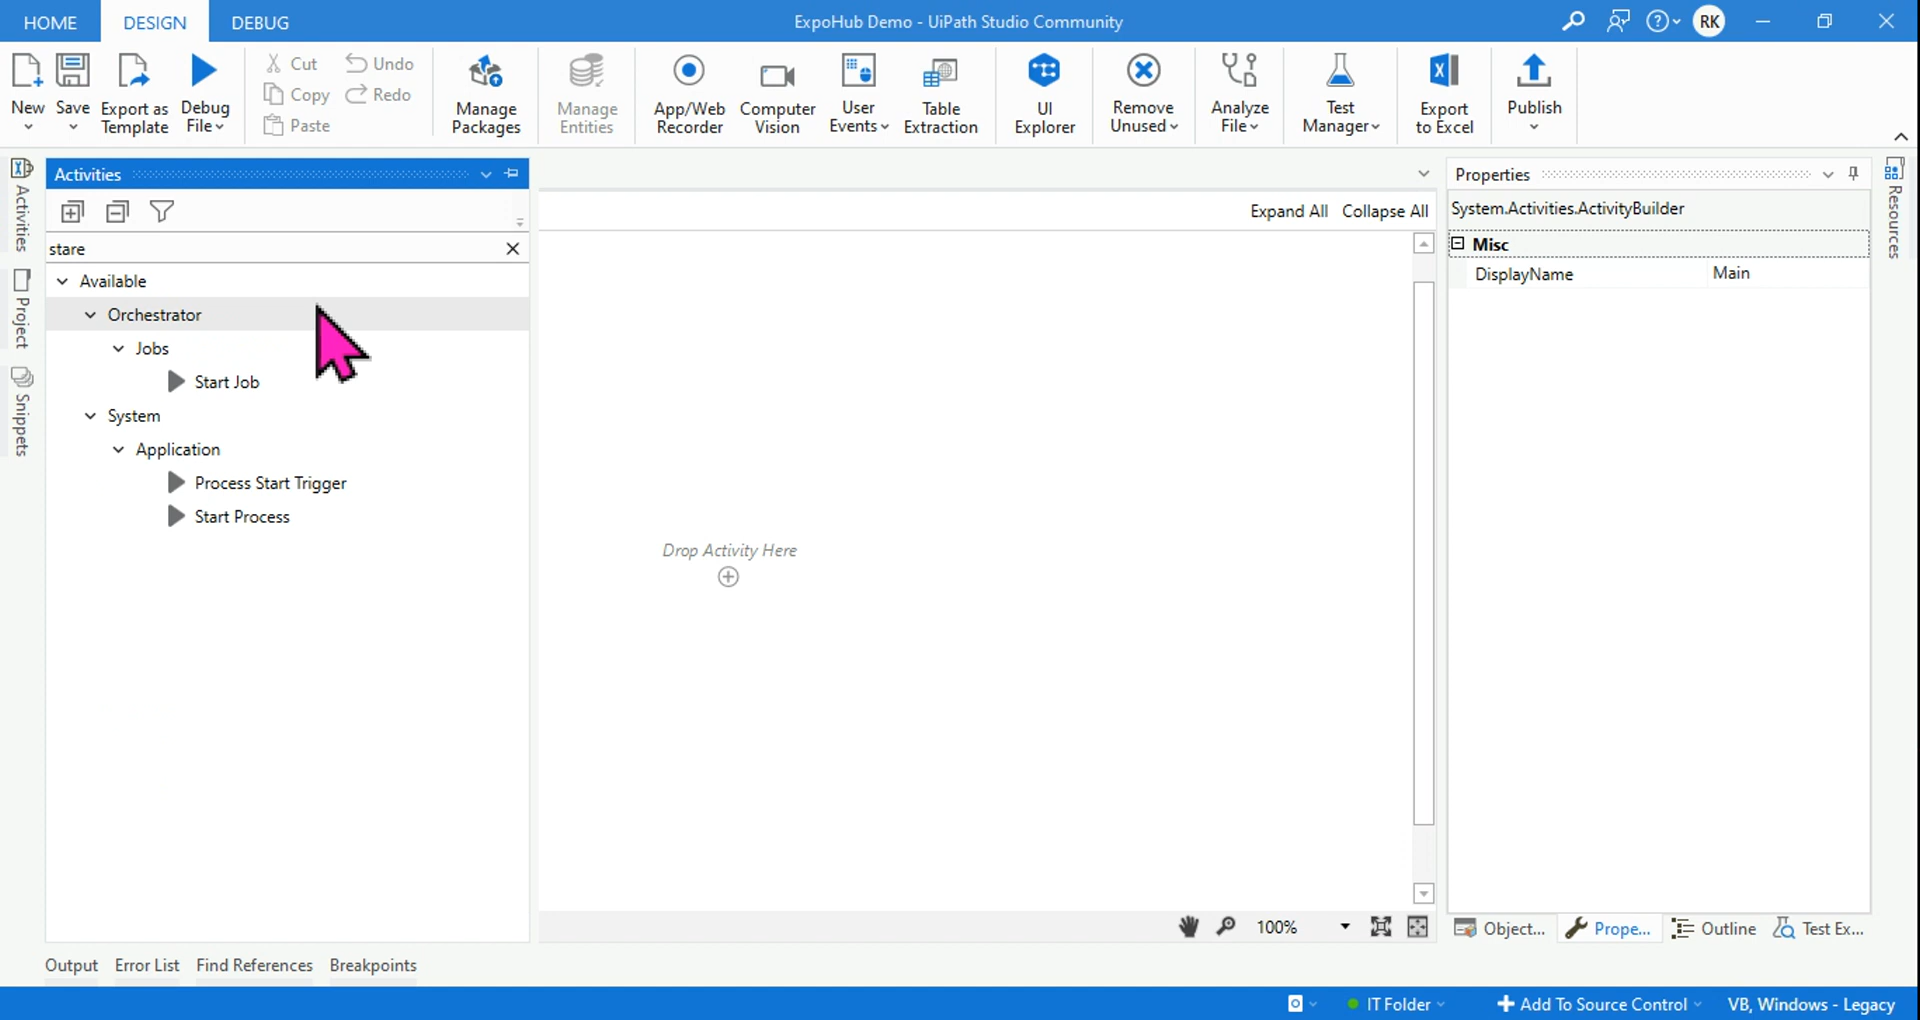 HOME DESIGN DEBUG ExpoHub Demo - UiPath Studio Community RK
New Save Export as Template Debug File Cut Copy Paste Undo Redo Manage Packages Manage Entities App/Web Recorder Computer Vision User Events Table Extraction UI Explorer Remove Unused Analyze File Test Manager Export to Excel Publish
Activities
Project
Snippets
Activities
stare
Available
Orchestrator
Jobs
Start Job
System
Application
Process Start Trigger
Start Process
Expand All Collapse All
Drop Activity Here
100%
Properties
System.Activities.ActivityBuilder
Misc
DisplayName Main
Resources
Object... Prope... Outline Test Ex...
Output Error List Find References Breakpoints
IT Folder Add To Source Control VB, Windows - Legacy